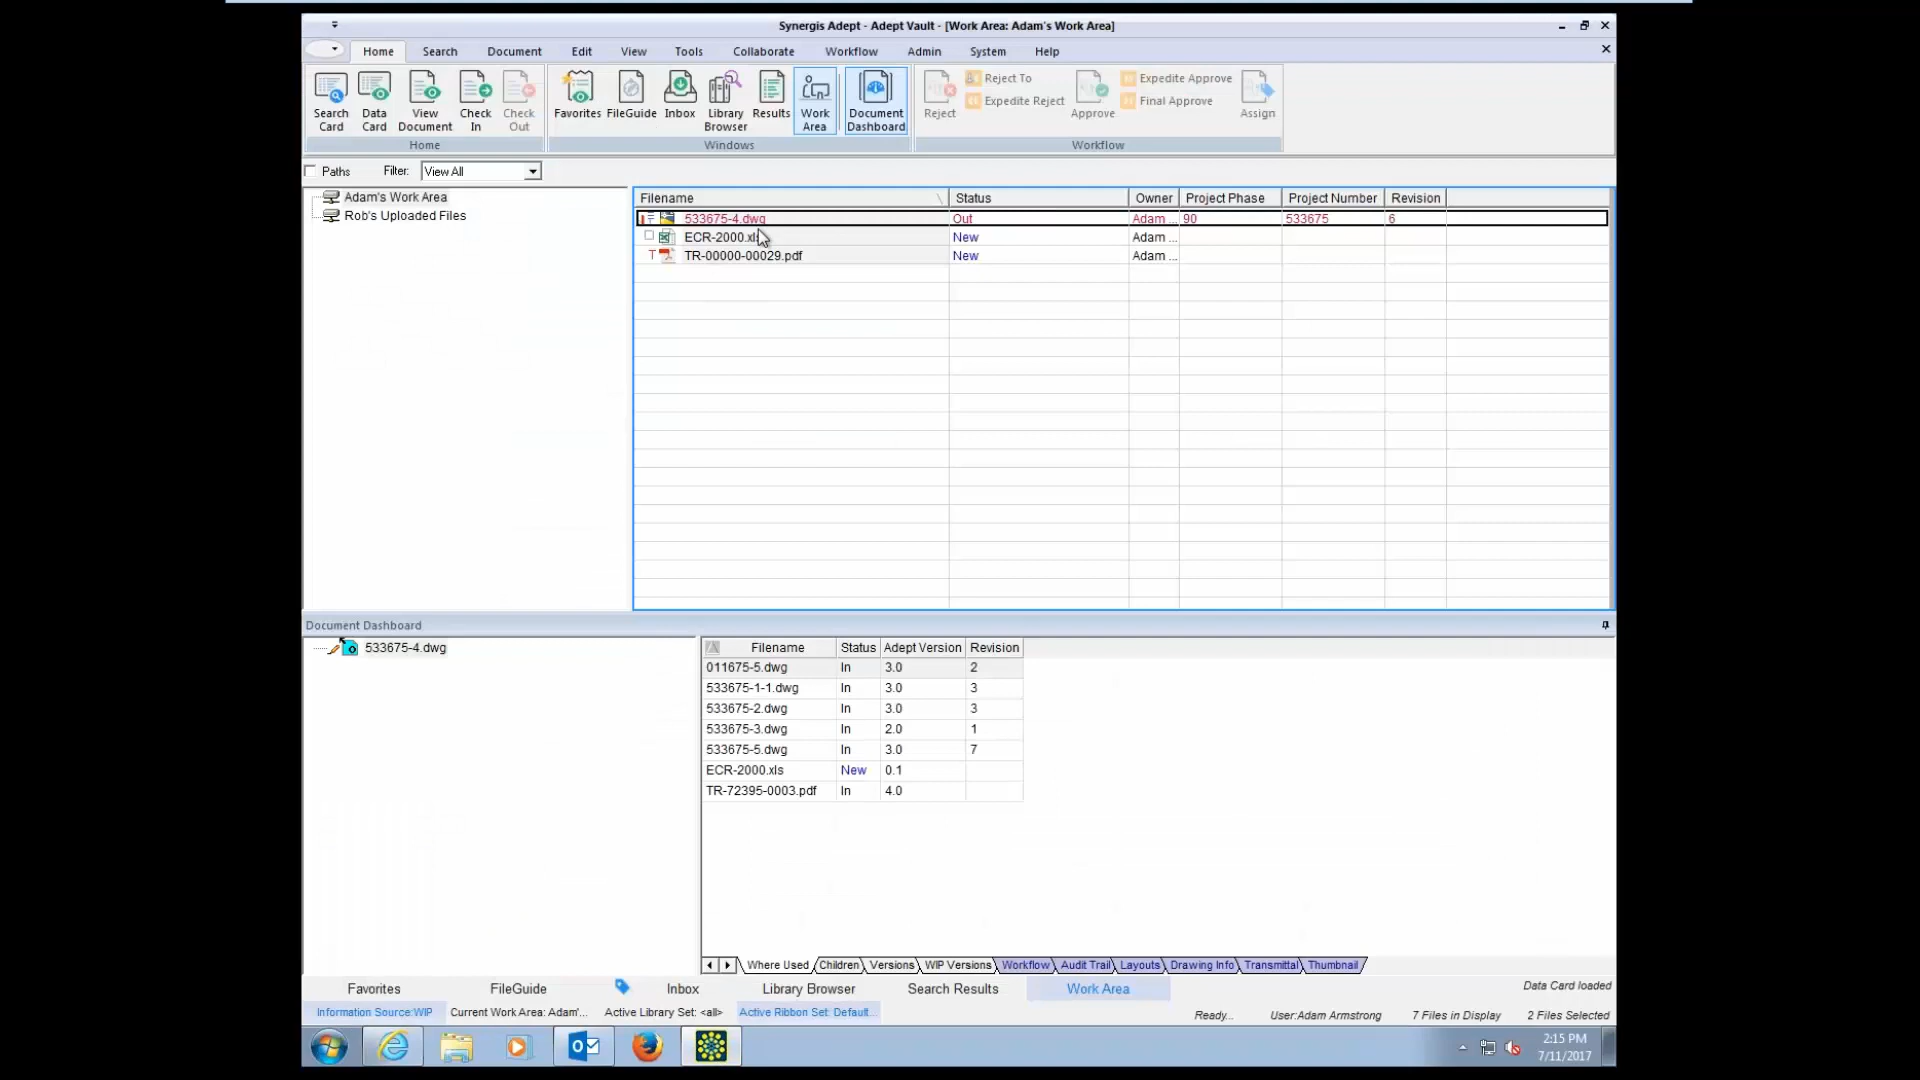 Synergis Adept - Adept Vault - [Work Area: Adam's Work Area]
Home Search Document Edit View Tools Collaborate Workflow Admin System Help
Search Card
Data Card
View Document
Check In
Check Out
Favorites
FileGuide
Inbox
Library Browser
Results
Work Area
Document Dashboard
Reject
Reject To
Expedite Reject
Approve
Expedite Approve
Final Approve
Assign
Home Windows Workflow
Paths Filter: View All
Adam's Work Area
Rob's Uploaded Files
Filename Status Owner Project Phase Project Number Revision
533675-4.dwg Out Adam ... 90 533675 6
ECR-2000.xls New Adam ...
T TR-00000-00029.pdf New Adam ...
Document Dashboard
533675-4.dwg
Filename Status Adept Version Revision
011675-5.dwg In 3.0 2
533675-1-1.dwg In 3.0 3
533675-2.dwg In 3.0 3
533675-3.dwg In 2.0 1
533675-5.dwg In 3.0 7
ECR-2000.xls New 0.1
TR-72395-0003.pdf In 4.0
Where Used Children Versions WIP Versions Workflow Audit Trail Layouts Drawing Info Transmittal Thumbnail
Favorites FileGuide Inbox Library Browser Search Results Work Area Data Card loaded
Information Source:WIP Current Work Area: Adam'... Active Library Set: <all> Active Ribbon Set: Default... Ready... User:Adam Armstrong 7 Files in Display 2 Files Selected
2:15 PM
7/11/2017